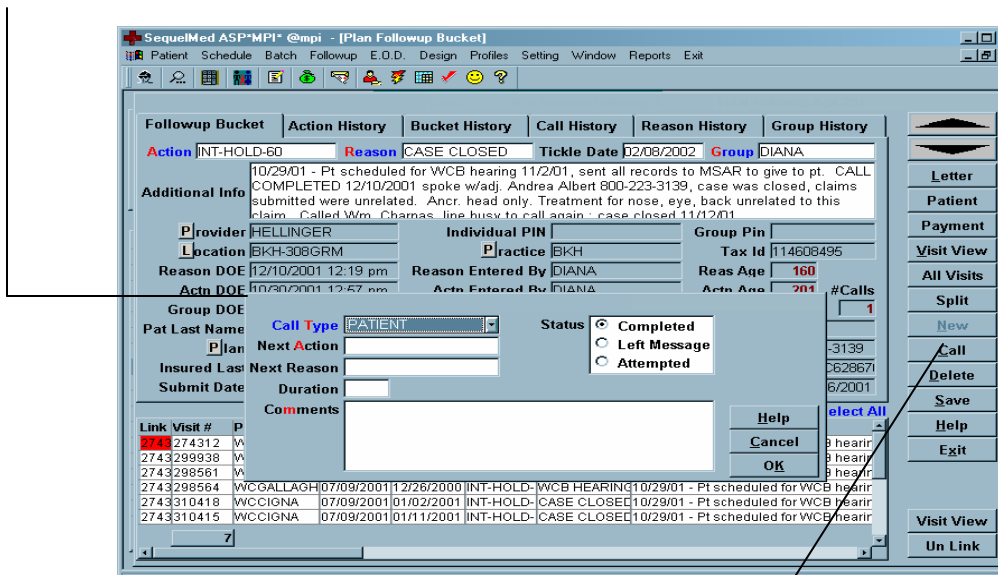 SequelMed ASP*MPI* @mpi - [Plan Followup Bucket]
Patient Schedule Batch Followup E.O.D. Design Profiles Setting Window Reports Exit
Followup Bucket Action History Bucket History Call History Reason History Group History
Action INT-HOLD-60 Reason CASE CLOSED Tickle Date 02/08/2002 Group DIANA
Additional Info 10/29/01 - Pt scheduled for WCB hearing 11/2/01, sent all records to MSAR to give to pt. CALL
COMPLETED 12/10/2001 spoke w/adj. Andrea Albert 800-
223-3139, case was closed, claims
submitted were unrelated. Ancr. head only. Treatment for nose, eye, back unrelated to this
claim. Called Wm. Charnas, line busy to call again : case closed 11/12/01
Provider HELLINGER Individual PIN Group Pin
Location BKH-308GRM Practice BKH Tax Id 114608495
Reason DOE 12/10/2001 12:19 pm Reason Entered By DIANA Reas Age 160
Actn DOE 10/30/2001 12:57 pm Actn Entered By DIANA Actn Age 201 #Calls
Group DOE 1
Pat Last Name
Plan -3139
Insured Las
Submit Date 6/2001
Call Type PATIENT Status Completed
Next Action Left Message
Next Reason Attempted
Duration
Comments
Help
Cancel
OK
elect All
Link Visit # P
2743 274312 W hearin
2743 299938 W hearin
2743 298561 W hearin
2743 298564 WCGALLAGH 07/09/2001 12/26/2000 INT-HOLD- WCB HEARING 10/29/01 - Pt scheduled for WCB hearin
2743 310418 WCCIGNA 07/09/2001 01/02/2001 INT-HOLD- CASE CLOSED 10/29/01 - Pt scheduled for WCB hearin
2743 310415 WCCIGNA 07/09/2001 01/11/2001 INT-HOLD- CASE CLOSED 10/29/01 - Pt scheduled for WCB hearin
7
Letter
Patient
Payment
Visit View
All Visits
Split
New
Call
Delete
Save
Help
Exit
Visit View
Un Link